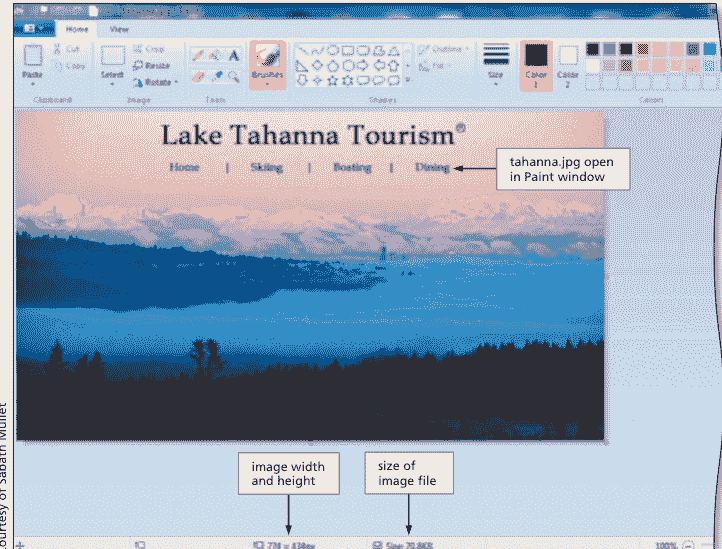 Home View
Cut
Copy
Paste
Clipboard
Select
Crop
Resize
Rotate
Image
Tools
Brushes
Outline
Fill
Shapes
Size
Color 1
Color 2
Colors
Lake Tahanna Tourism®
Home | Skiing | Boating | Dining
tahanna.jpg open
in Paint window
image width
and height
size of
image file
Size: 70.8KB
100%
Courtesy of Sabath Mullet